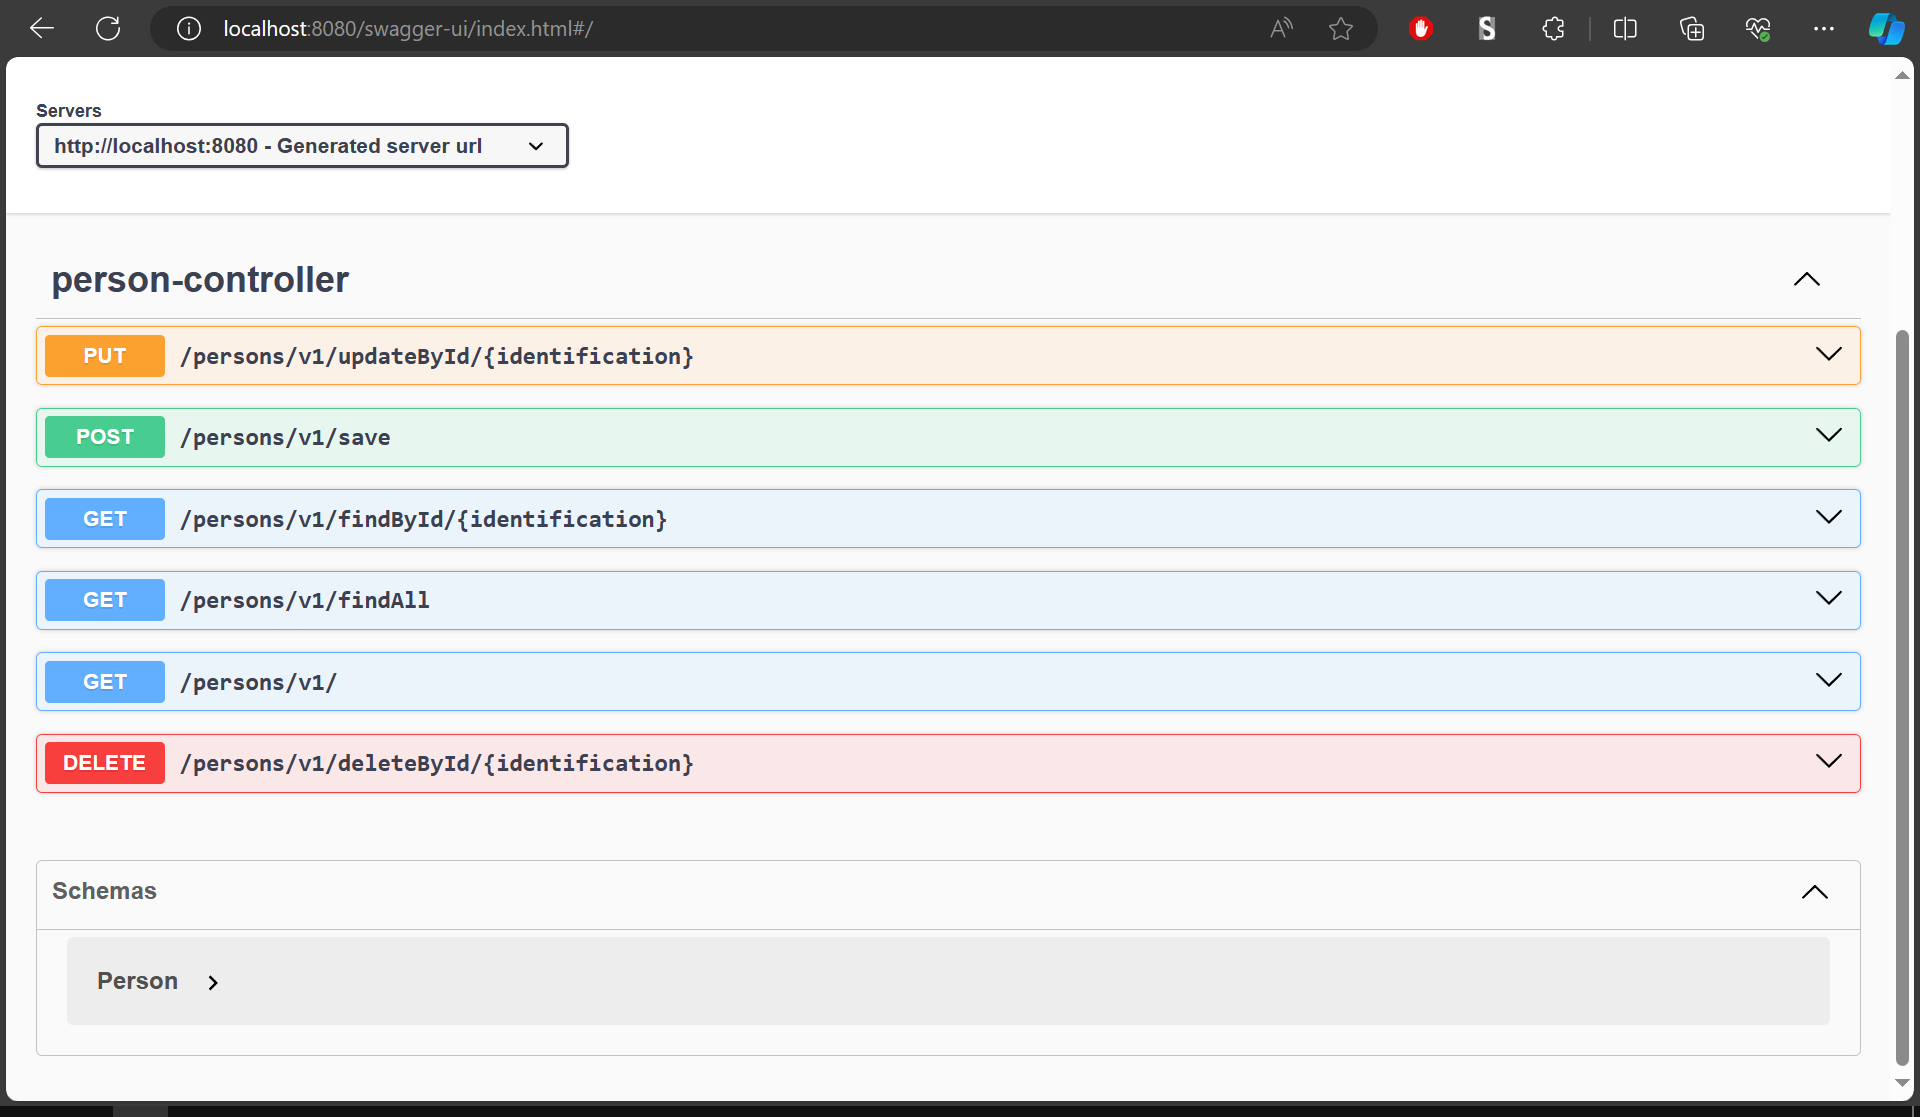 localhost:8080/swagger-ui/index.html#/
Servers
http://localhost:8080 - Generated server url
person-controller
PUT /persons/v1/updateById/{identification}
POST /persons/v1/save
GET /persons/v1/findById/{identification}
GET /persons/v1/findAll
GET /persons/v1/
DELETE /persons/v1/deleteById/{identification}
Schemas
Person